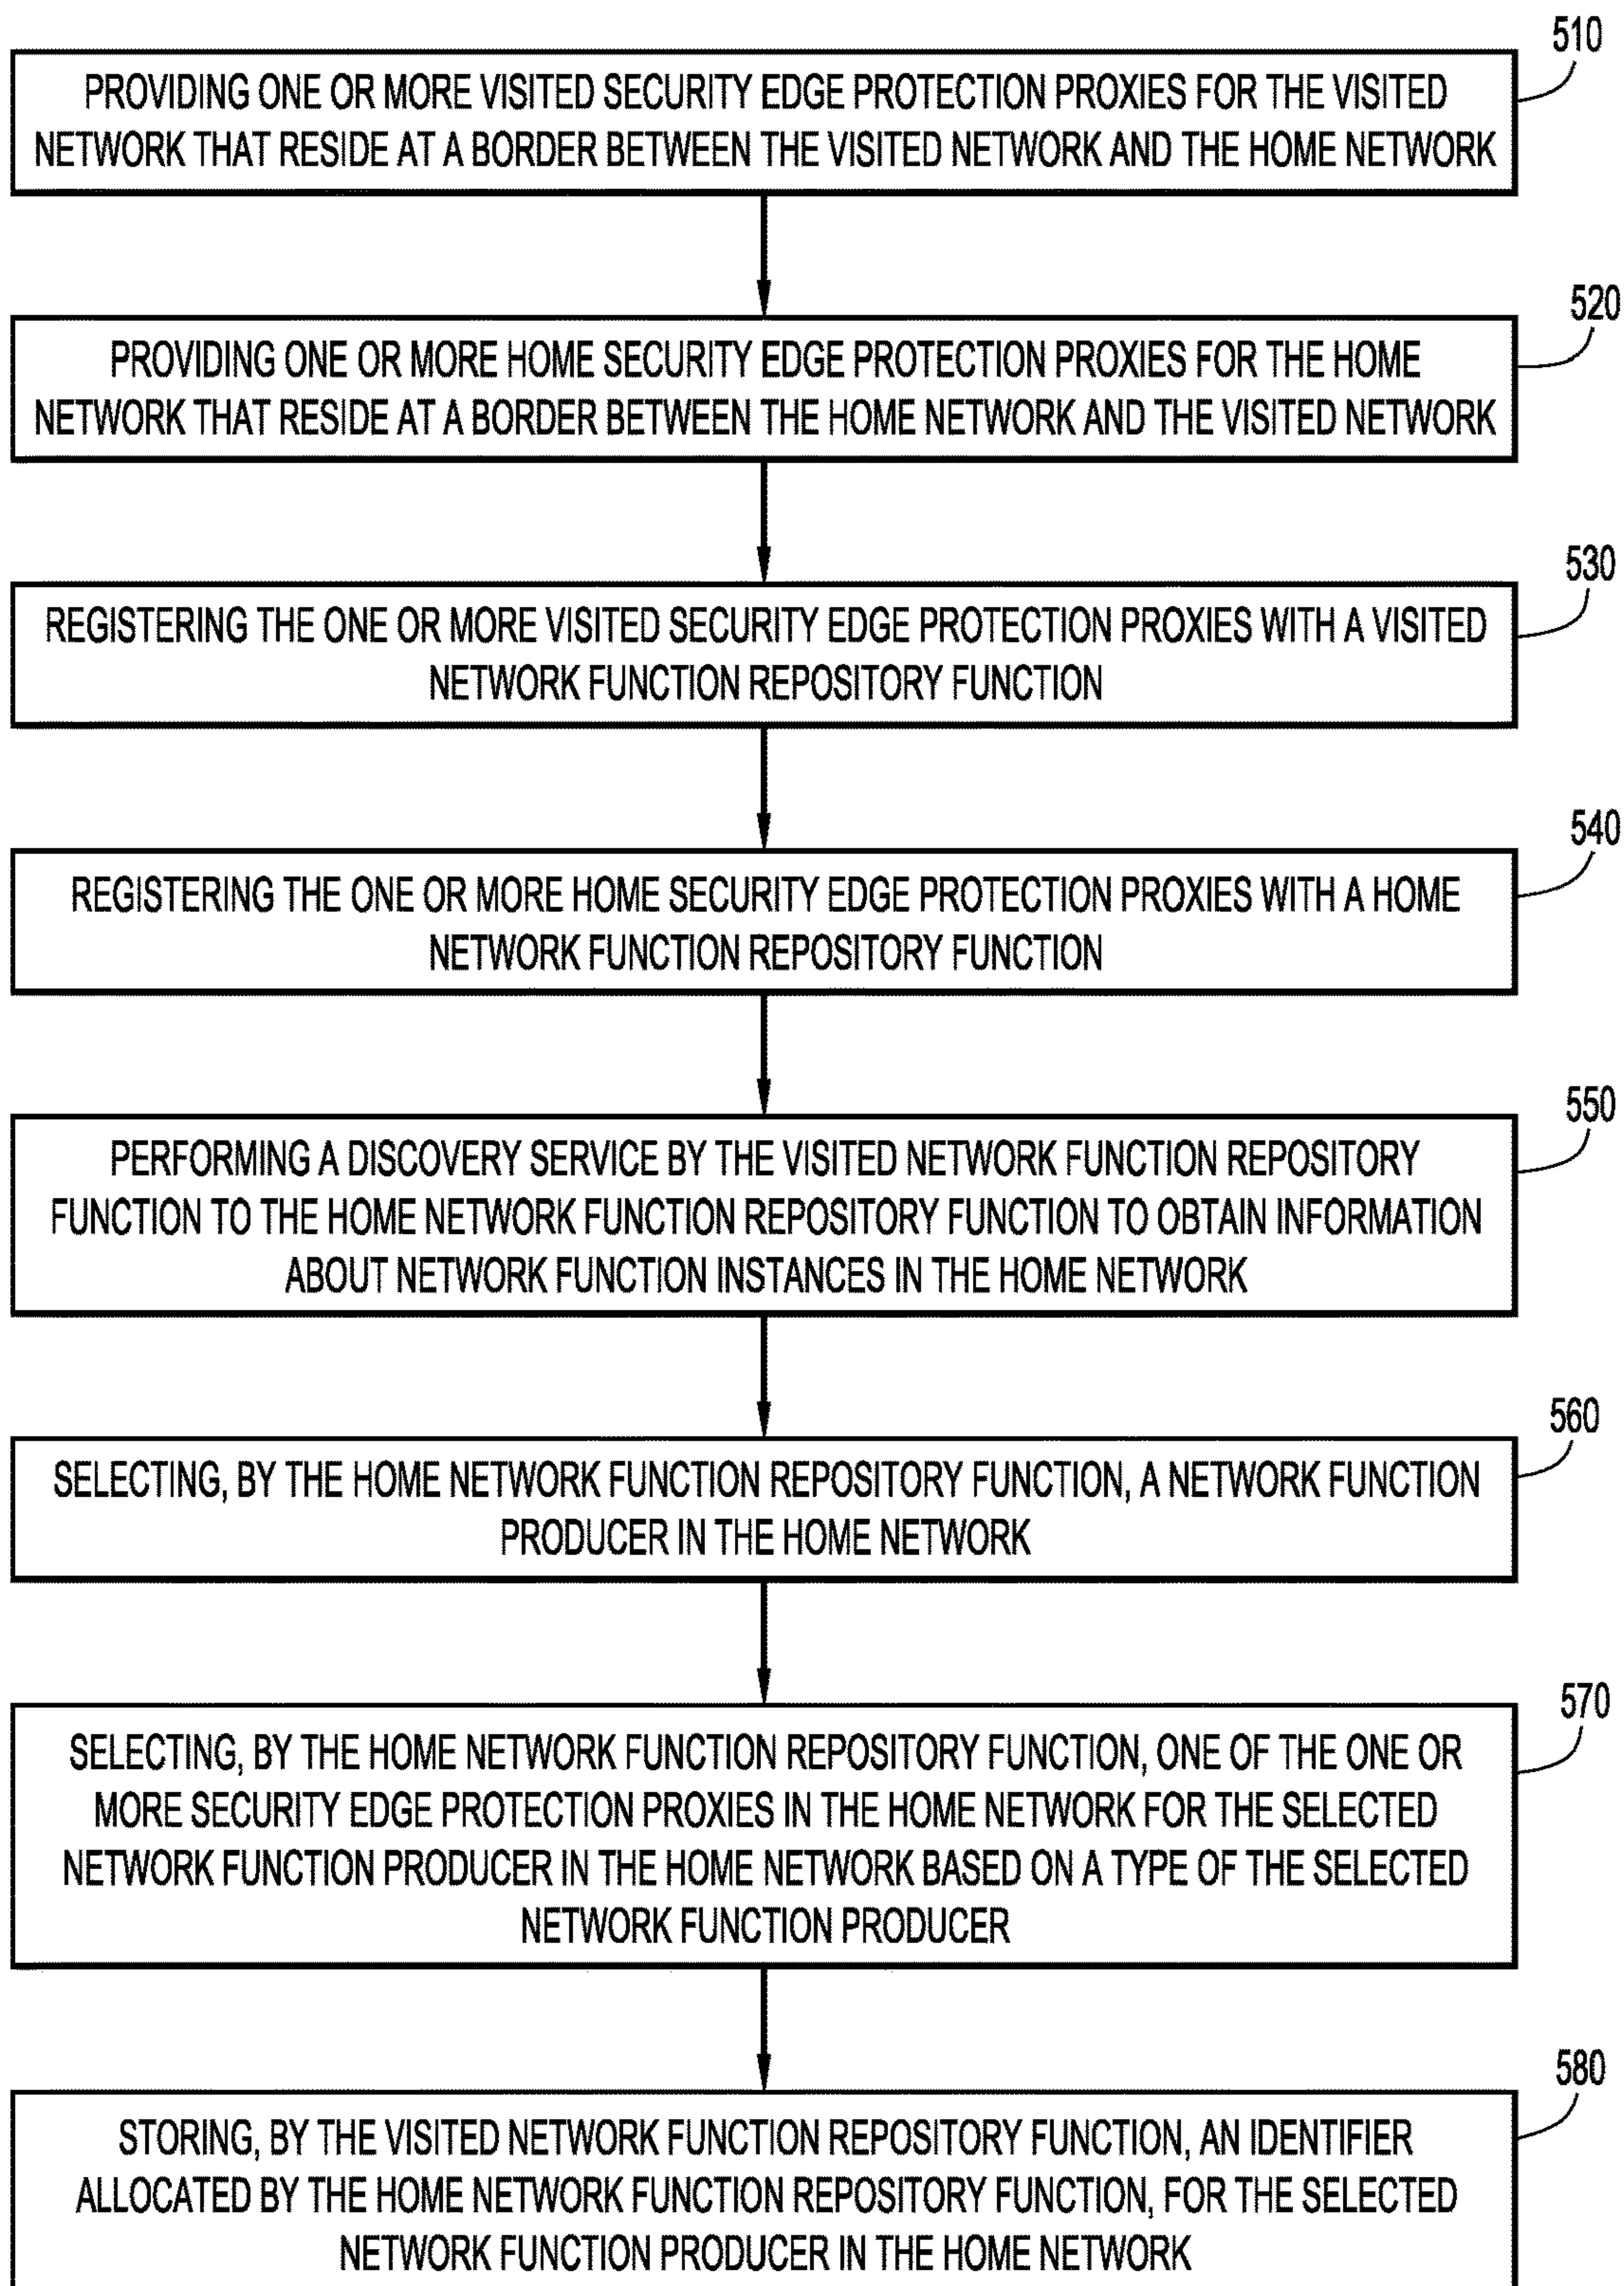 510
PROVIDING ONE OR MORE VISITED SECURITY EDGE PROTECTION PROXIES FOR THE VISITED
NETWORK THAT RESIDE AT A BORDER BETWEEN THE VISITED NETWORK AND THE HOME NETWORK
520
PROVIDING ONE OR MORE HOME SECURITY EDGE PROTECTION PROXIES FOR THE HOME
NETWORK THAT RESIDE AT A BORDER BETWEEN THE HOME NETWORK AND THE VISITED NETWORK
530
REGISTERING THE ONE OR MORE VISITED SECURITY EDGE PROTECTION PROXIES WITH A VISITED
NETWORK FUNCTION REPOSITORY FUNCTION
540
REGISTERING THE ONE OR MORE HOME SECURITY EDGE PROTECTION PROXIES WITH A HOME
NETWORK FUNCTION REPOSITORY FUNCTION
550
PERFORMING A DISCOVERY SERVICE BY THE VISITED NETWORK FUNCTION REPOSITORY
FUNCTION TO THE HOME NETWORK FUNCTION REPOSITORY FUNCTION TO OBTAIN INFORMATION
ABOUT NETWORK FUNCTION INSTANCES IN THE HOME NETWORK
560
SELECTING, BY THE HOME NETWORK FUNCTION REPOSITORY FUNCTION, A NETWORK FUNCTION
PRODUCER IN THE HOME NETWORK
570
SELECTING, BY THE HOME NETWORK FUNCTION REPOSITORY FUNCTION, ONE OF THE ONE OR
MORE SECURITY EDGE PROTECTION PROXIES IN THE HOME NETWORK FOR THE SELECTED
NETWORK FUNCTION PRODUCER IN THE HOME NETWORK BASED ON A TYPE OF THE SELECTED
NETWORK FUNCTION PRODUCER
580
STORING, BY THE VISITED NETWORK FUNCTION REPOSITORY FUNCTION, AN IDENTIFIER
ALLOCATED BY THE HOME NETWORK FUNCTION REPOSITORY FUNCTION, FOR THE SELECTED
NETWORK FUNCTION PRODUCER IN THE HOME NETWORK